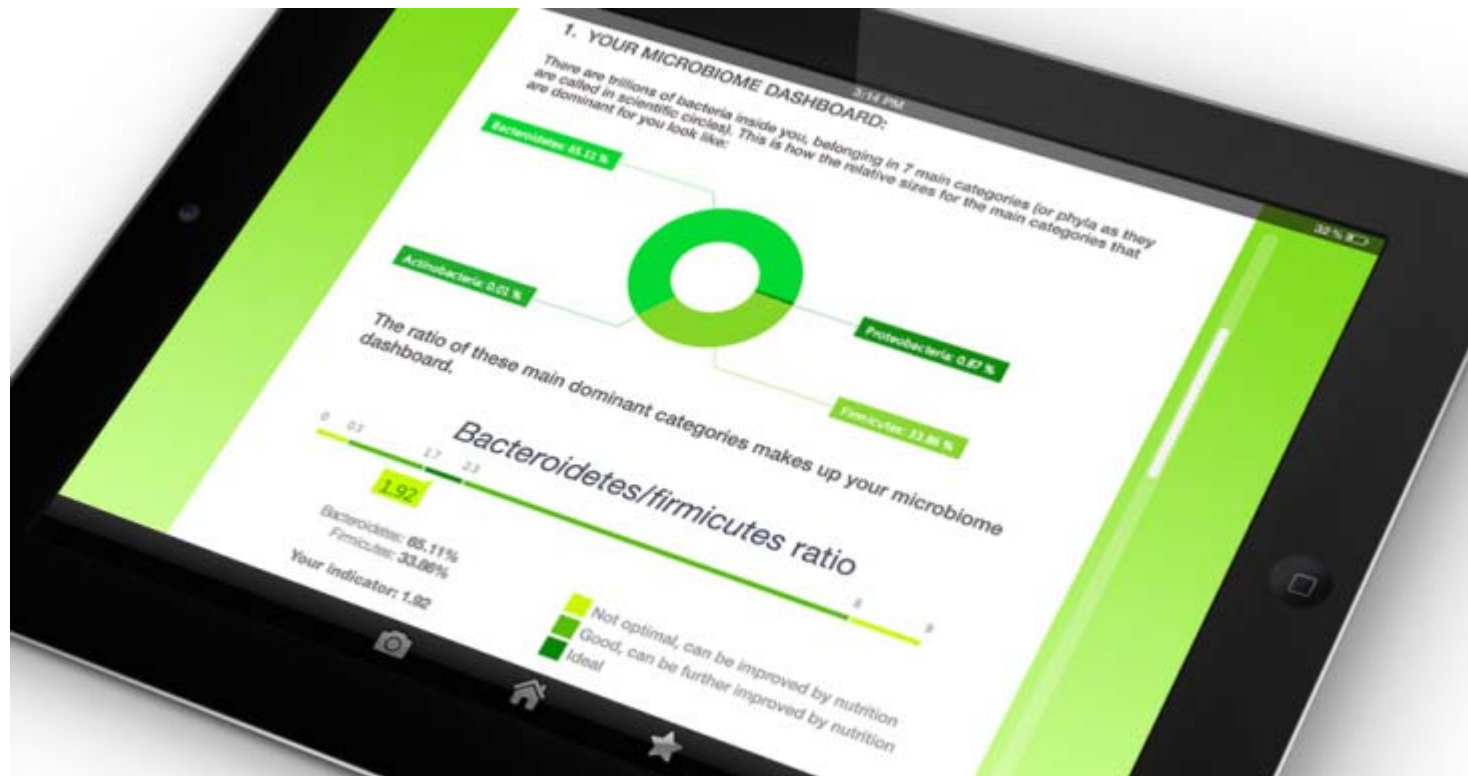 3:14 PM
32 %
1. YOUR MICROBIOME DASHBOARD:
There are trillions of bacteria inside you, belonging in 7 main categories (or phyla as they
are called in scientific circles). This is how the relative sizes for the main categories that
are dominant for you look like:
Bacteroidetes: 65.11 %
Actinobacteria: 0.01 %
Proteobacteria: 0.87 %
Firmicutes: 33.86 %
The ratio of these main dominant categories makes up your microbiome
dashboard.
Bacteroidetes/firmicutes ratio
0 0.3 1.7 2.3 8 9
1.92
Bacteroidetes: 65.11%
Firmicutes: 33.86%
Your indicator: 1.92
Not optimal, can be improved by nutrition
Good, can be further improved by nutrition
Ideal